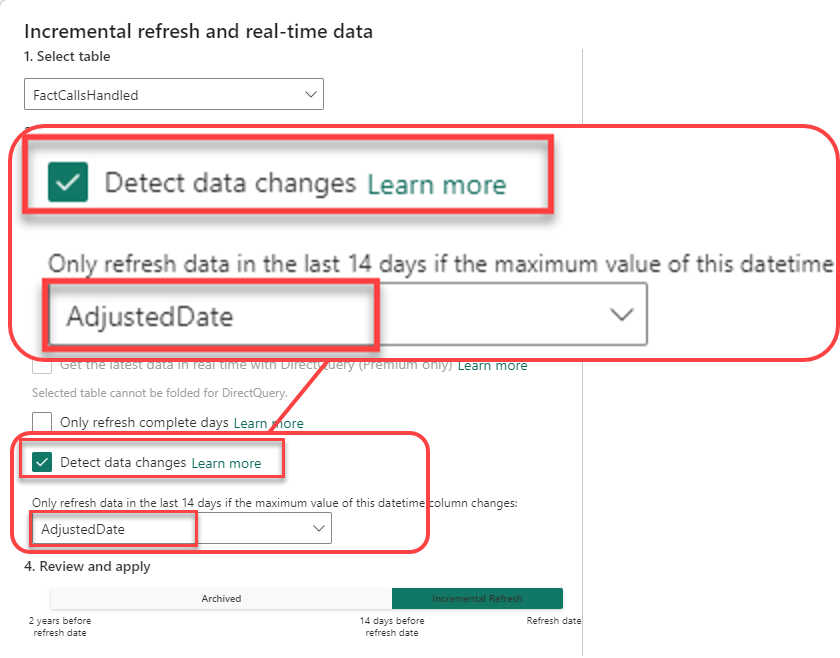 Incremental refresh and real-time data
1. Select table
FactCallsHandled
Detect data changes Learn more
Only refresh data in the last 14 days if the maximum value of this datetime
AdjustedDate
Get the latest data in real time with DirectQuery (Premium only) Learn more
Selected table cannot be folded for DirectQuery.
Only refresh complete days Learn more
Detect data changes Learn more
Only refresh data in the last 14 days if the maximum value of this datetime column changes:
AdjustedDate
4. Review and apply
Archived Incremental Refresh
2 years before 14 days before Refresh date
refresh date refresh date